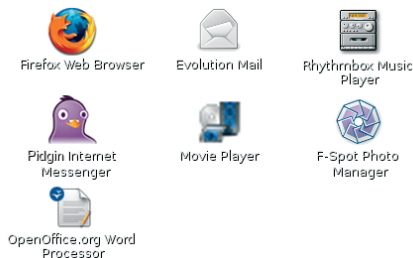 Firefox Web Browser
Evolution Mail
Rhythmbox Music
Player
Pidgin Internet
Messenger
Movie Player
F-Spot Photo
Manager
OpenOffice.org Word
Processor